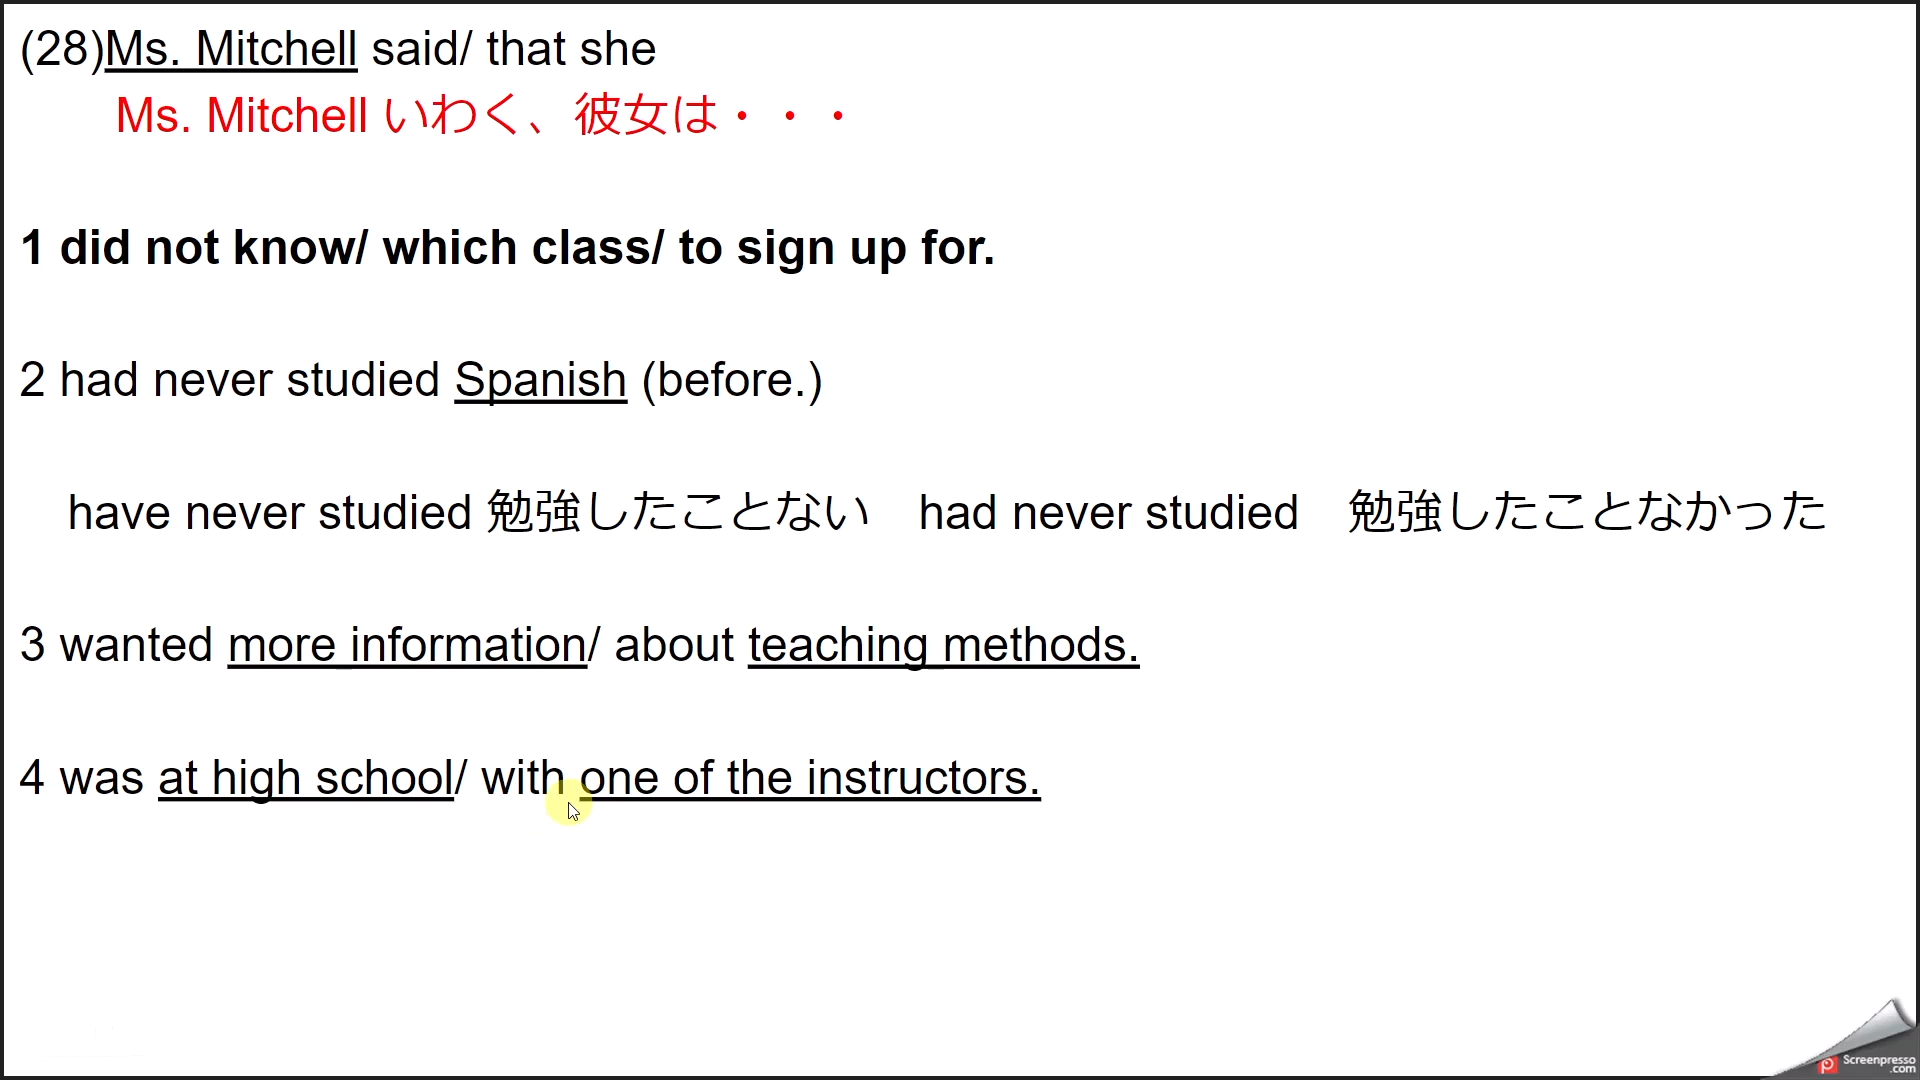 (28)Ms. Mitchell said/ that she
Ms. Mitchell いわく、彼女は・・・
1 did not know/ which class/ to sign up for.
2 had never studied Spanish (before.)
have never studied 勉強したことない　had never studied　勉強したことなかった
3 wanted more information/ about teaching methods.
4 was at high school/ with one of the instructors.
Screenpresso
.com